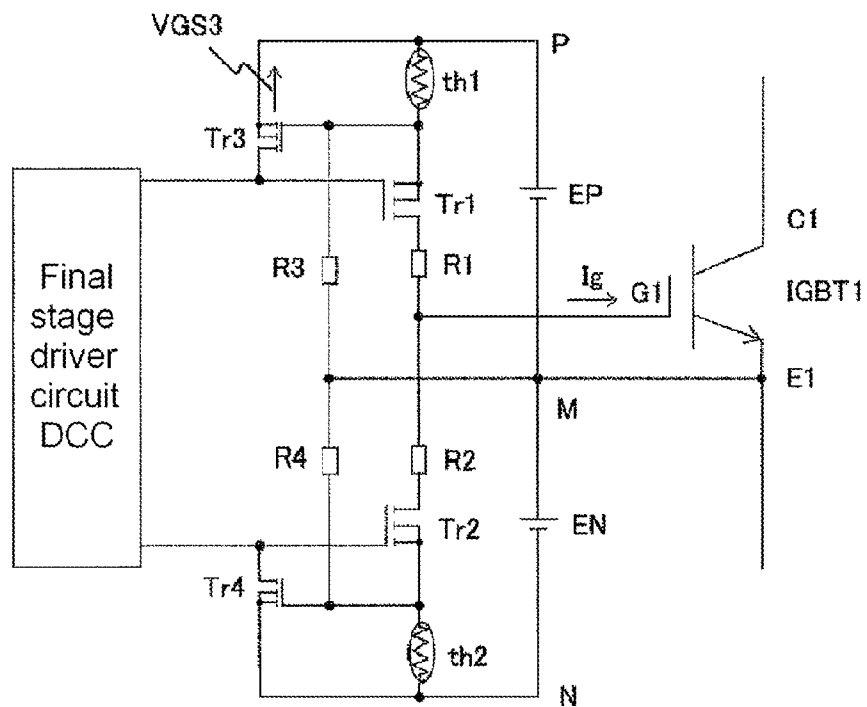 VGS3
P
th1
Tr3
Tr1
EP
C1
R3
R1
Ig
G1
IGBT1
Final
stage
driver
circuit
DCC
E1
M
R4
R2
Tr2
EN
Tr4
th2
N